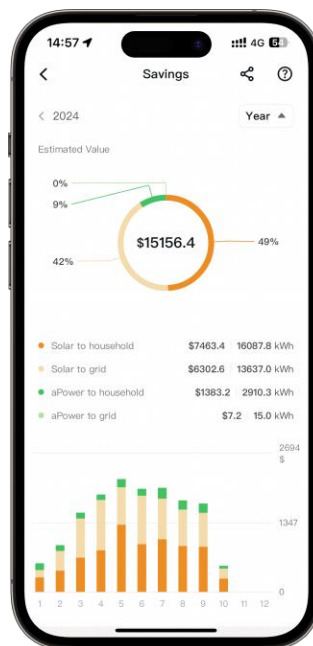 14:57 4G 54
Savings
2024 Year
Estimated Value
0%
9%
$15156.4
49%
42%
Solar to household $7463.4 16087.8 kWh
Solar to grid $6302.6 13637.0 kWh
aPower to household $1383.2 2910.3 kWh
aPower to grid $7.2 15.0 kWh
2694
$
1347
0
1 2 3 4 5 6 7 8 9 10 11 12